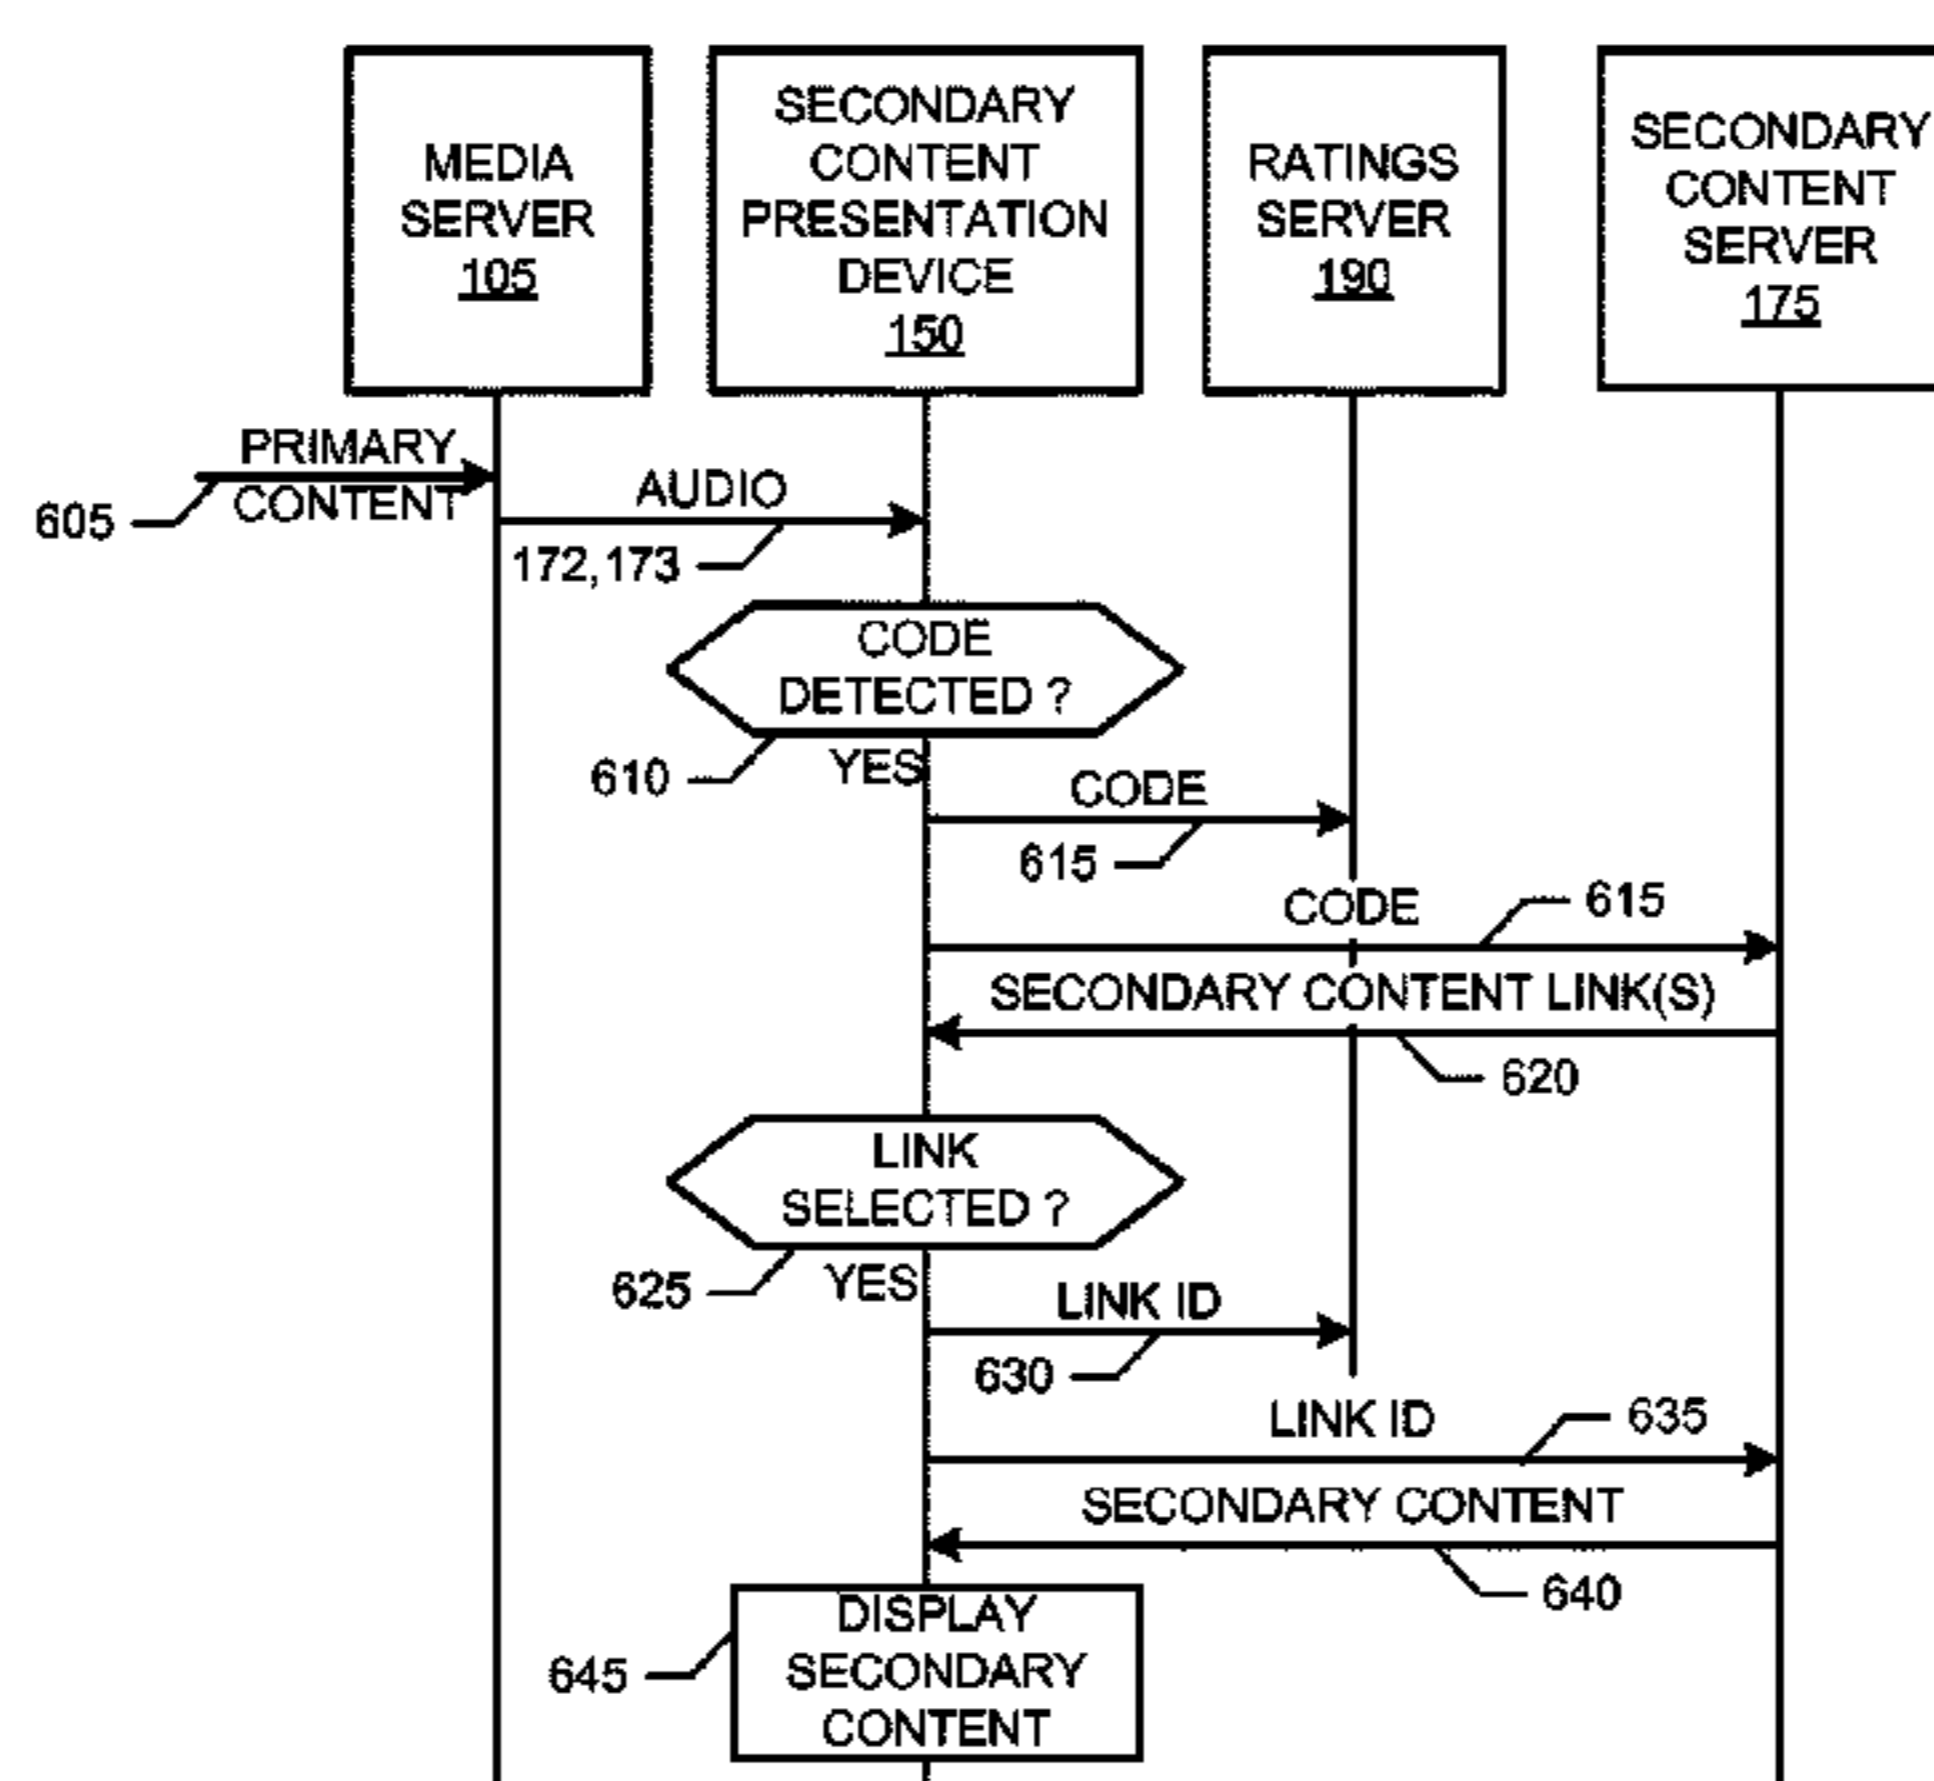 MEDIA
SERVER
105
SECONDARY
CONTENT
PRESENTATION
DEVICE
150
RATINGS
SERVER
190
SECONDARY
CONTENT
SERVER
175
PRIMARY
CONTENT
605
AUDIO
172,173
CODE
DETECTED ?
610
YES
CODE
615
CODE
615
SECONDARY CONTENT LINK(S)
620
LINK
SELECTED ?
625
YES
LINK ID
630
LINK ID
635
SECONDARY CONTENT
640
DISPLAY
SECONDARY
CONTENT
645